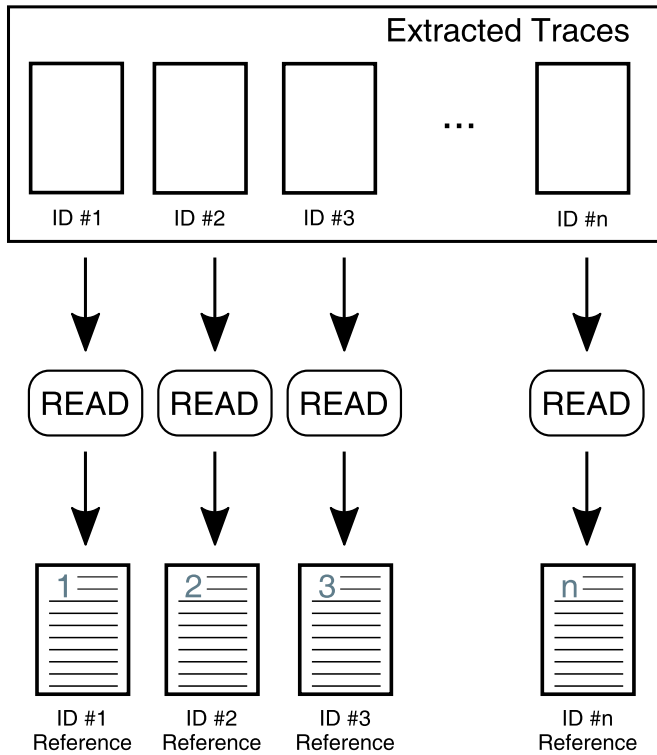 Extracted Traces
...
ID #1 ID #2 ID #3 ID #n
READ READ READ READ
1 2 3 n
ID #1 ID #2 ID #3 ID #n
Reference Reference Reference Reference